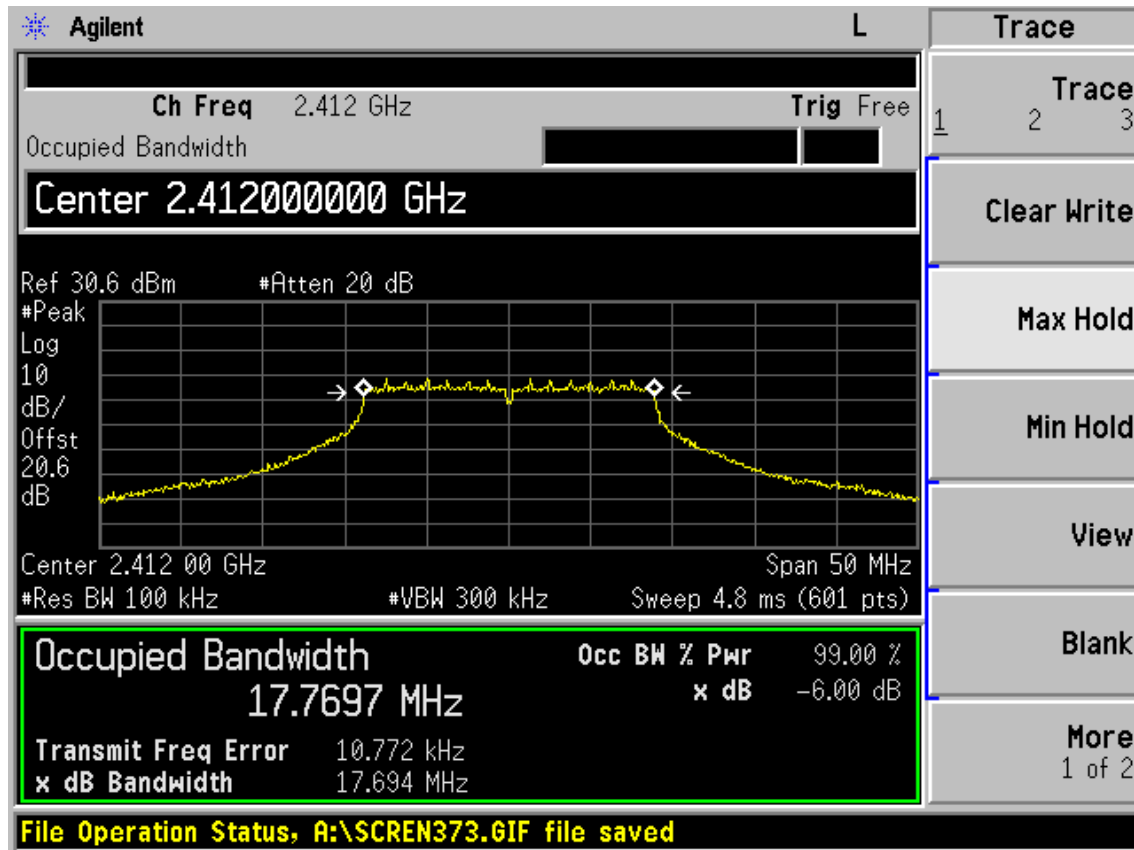 Agilent
L
Trace
Ch Freq 2.412 GHz
Trig Free
Occupied Bandwidth
Center 2.412000000 GHz
Ref 30.6 dBm #Atten 20 dB
#Peak
Log
10
dB/
Offst
20.6
dB
Center 2.412 00 GHz
Span 50 MHz
#Res BW 100 kHz #VBW 300 kHz Sweep 4.8 ms (601 pts)
Occupied Bandwidth
17.7697 MHz
Occ BW % Pwr 99.00 %
x dB -6.00 dB
Transmit Freq Error 10.772 kHz
x dB Bandwidth 17.694 MHz
File Operation Status, A:\SCREN373.GIF file saved
Trace
1 2 3
Clear Write
Max Hold
Min Hold
View
Blank
More
1 of 2